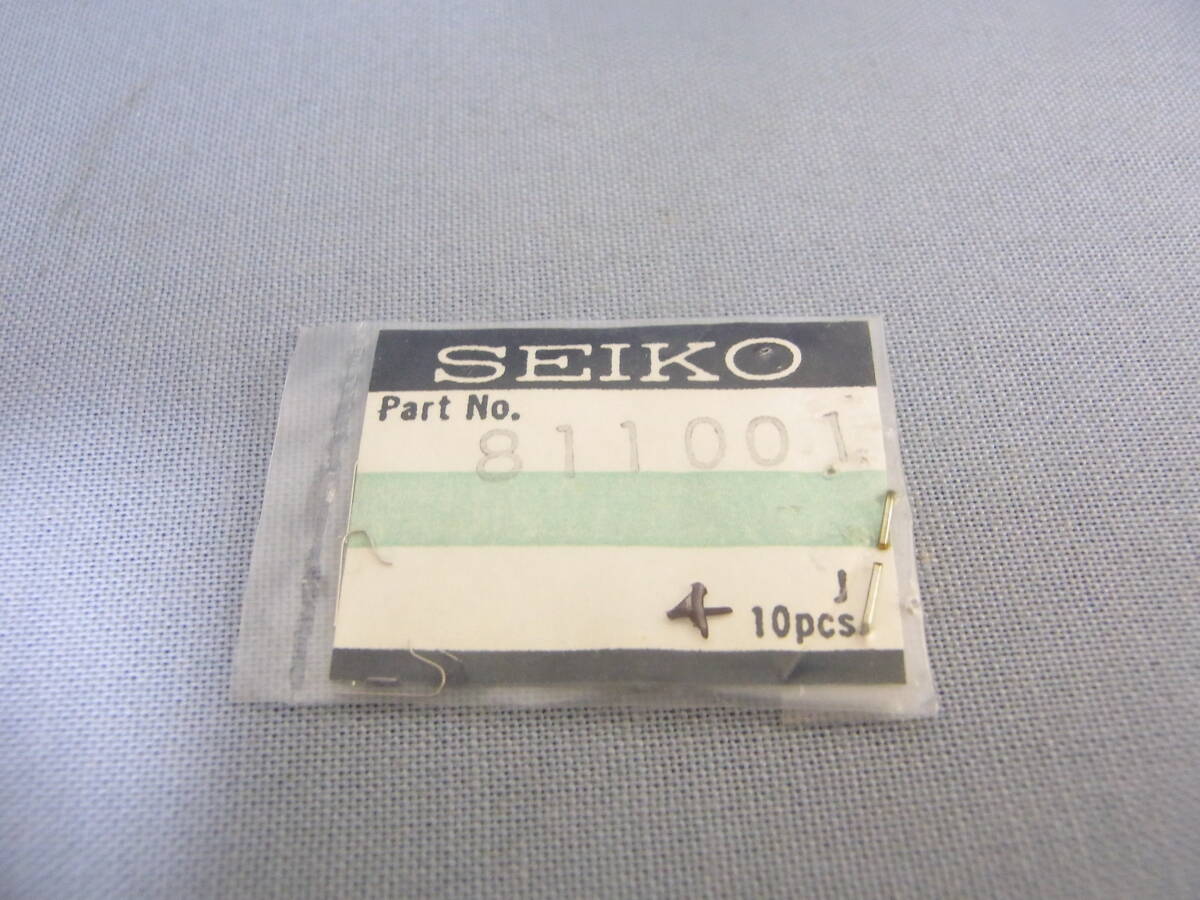 SEIKO
Part No.
811001
J
10pcs.